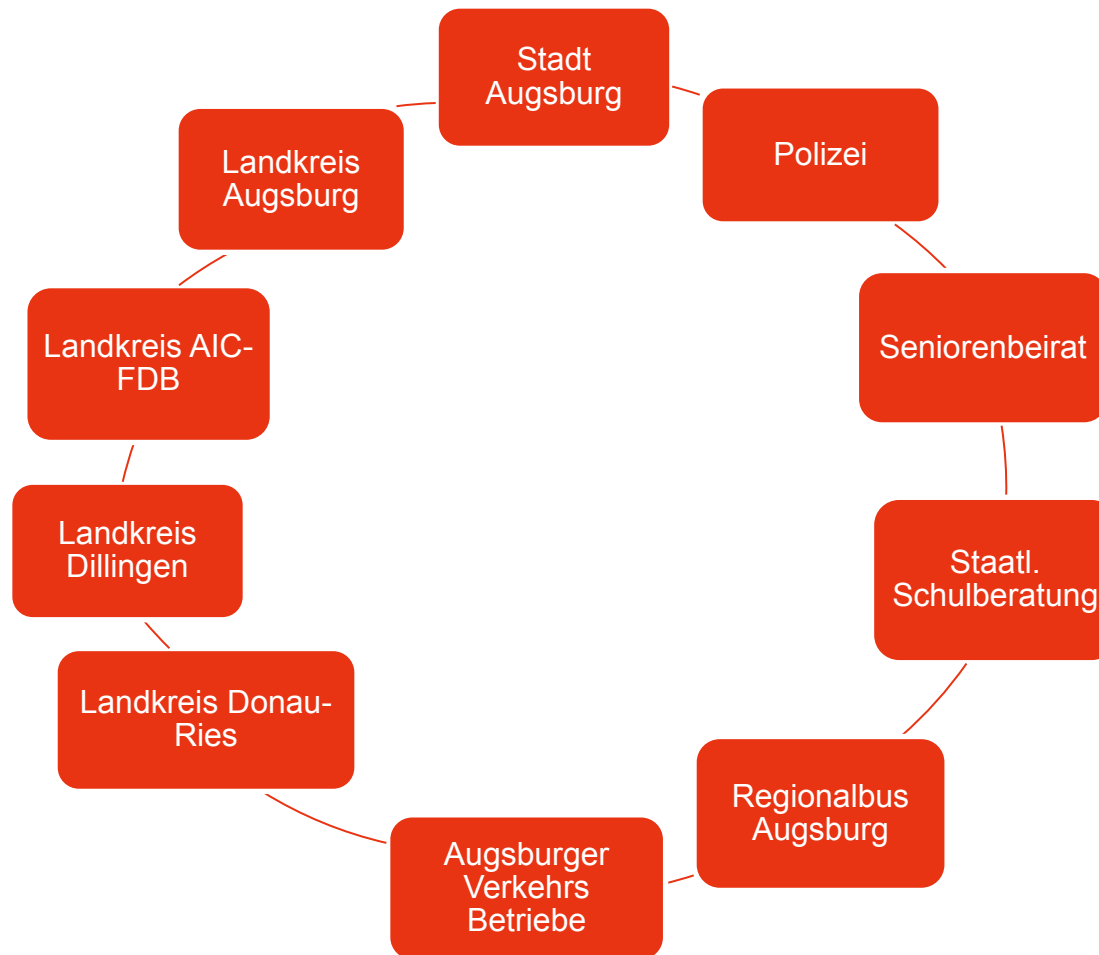 Stadt
Augsburg
Polizei
Seniorenbeirat
Staatl.
Schulberatung
Regionalbus
Augsburg
Augsburger
Verkehrs
Betriebe
Landkreis Donau-
Ries
Landkreis
Dillingen
Landkreis AIC-
FDB
Landkreis
Augsburg